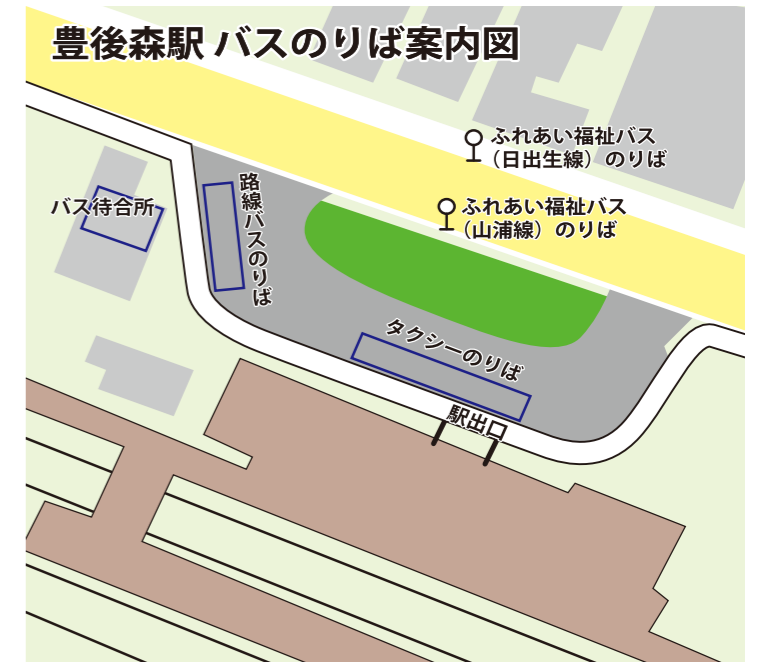 豊後森駅 バスのりば案内図
ふれあい福祉バス
（日出生線）のりば
ふれあい福祉バス
（山浦線）のりば
バス待合所
路線バスのりば
タクシーのりば
駅出口